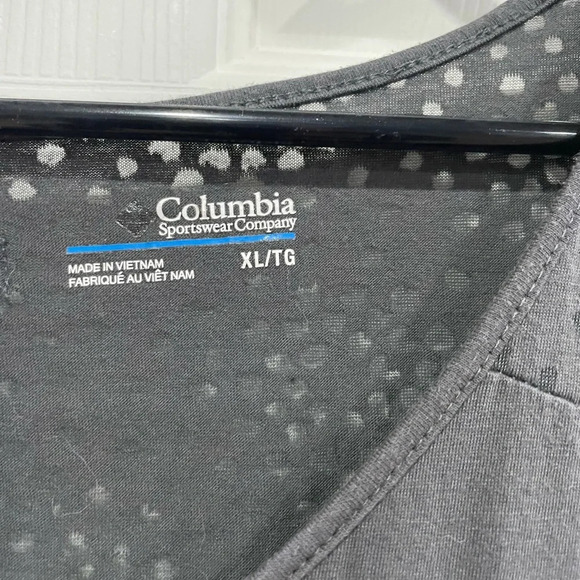 Columbia
Sportswear Company
MADE IN VIETNAM
FABRIQUÉ AU VIÊT NAM
XL/TG